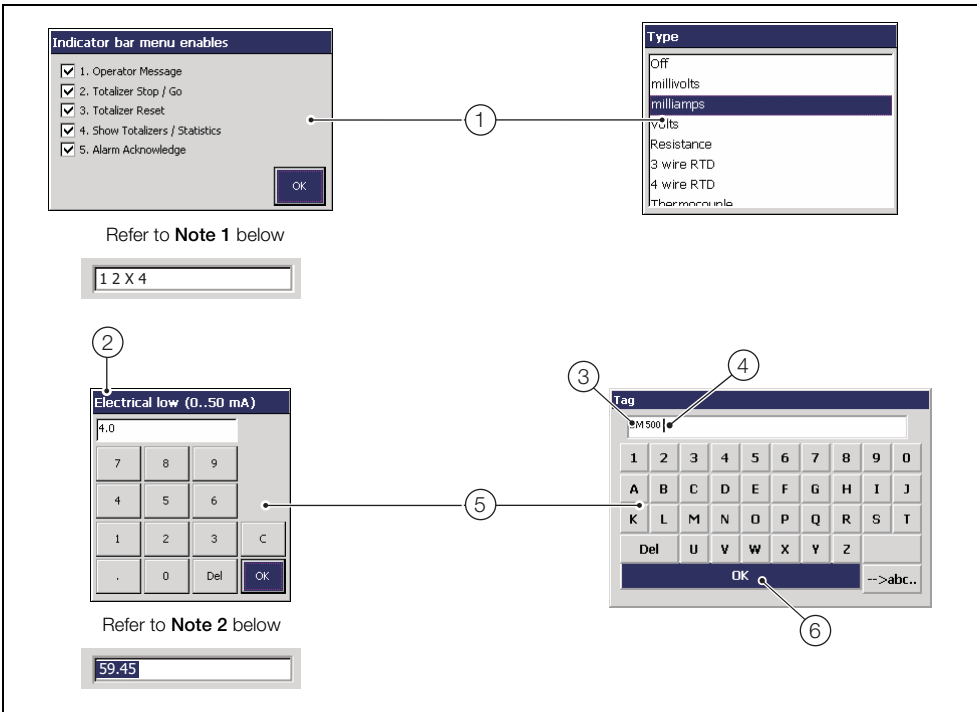 Indicator bar menu enables
1. Operator Message
2. Totalizer Stop / Go
3. Totalizer Reset
4. Show Totalizers / Statistics
5. Alarm Acknowledge
OK
Refer to Note 1 below
1 2 X 4
1
Type
Off
millivolts
milliamps
Volts
Resistance
3 wire RTD
4 wire RTD
Thermocouple
2
Electrical low (0..50 mA)
4.0
7 8 9
4 5 6
1 2 3 C
. 0 Del OK
Refer to Note 2 below
59.45
5
3
4
Tag
M500
1 2 3 4 5 6 7 8 9 0
A B C D E F G H I J
K L M N O P Q R S T
Del U V W X Y Z
OK -->abc..
6